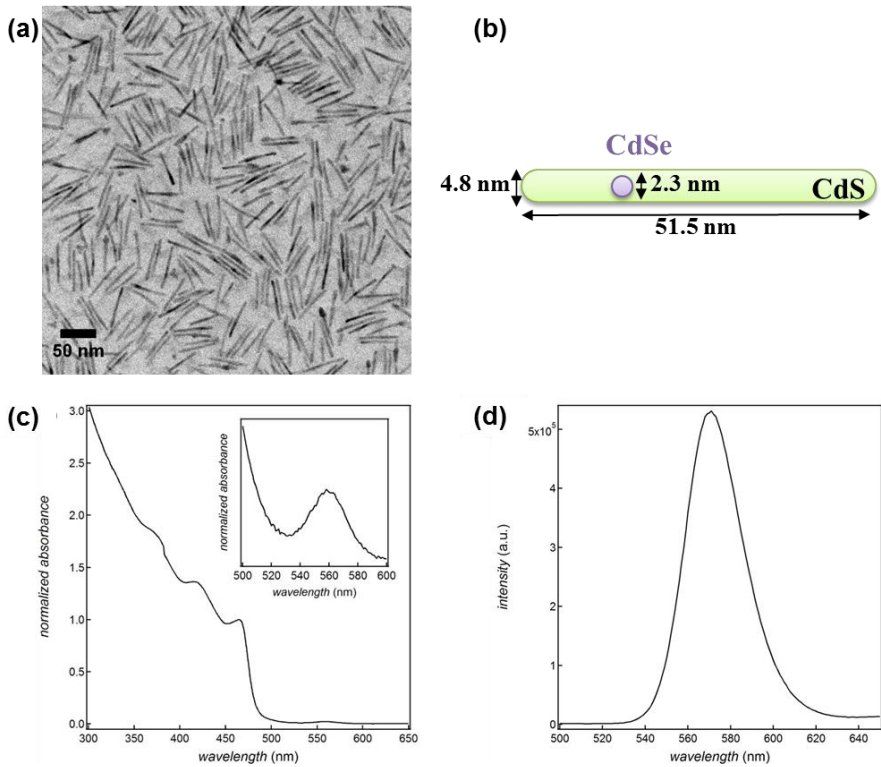 (a)
50 nm
(b)
CdSe
4.8 nm
2.3 nm
CdS
51.5 nm
(c)
3.0
2.5
2.0
1.5
1.0
0.5
0.0
normalized absorbance
300 350 400 450 500 550 600 650
wavelength (nm)
normalized absorbance
500 520 540 560 580 600
wavelength (nm)
(d)
5x10⁵
4
3
2
1
0
intensity (a.u.)
500 520 540 560 580 600 620 640
wavelength (nm)